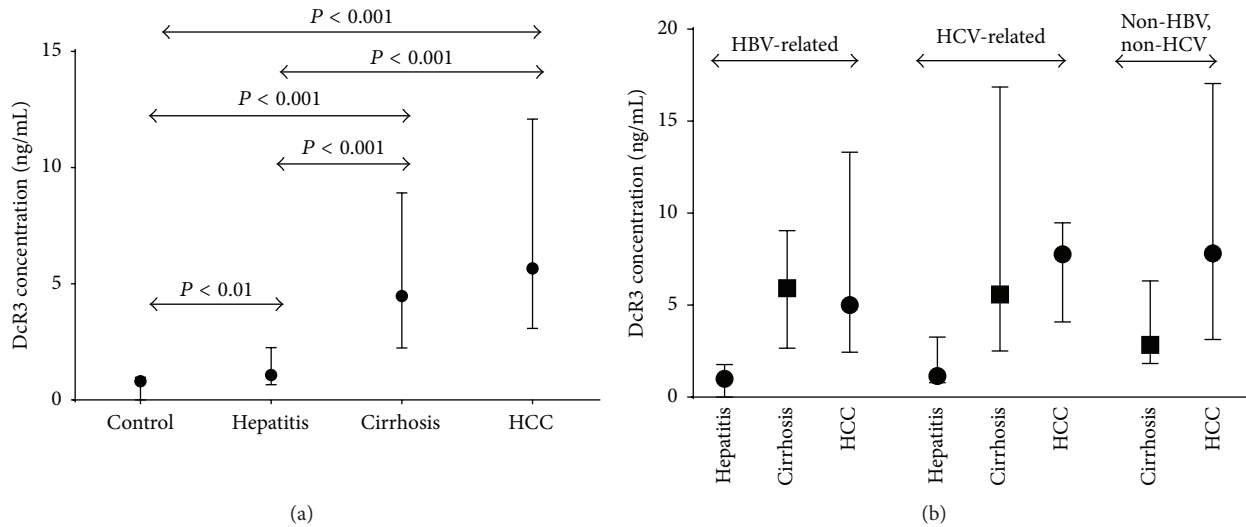 P < 0.001
P < 0.001
P < 0.001
P < 0.001
P < 0.01
15
10
5
0
DcR3 concentration (ng/mL)
Control
Hepatitis
Cirrhosis
HCC
(a)
HBV-related
HCV-related
Non-HBV,
non-HCV
20
15
10
5
0
DcR3 concentration (ng/mL)
Hepatitis
Cirrhosis
HCC
Hepatitis
Cirrhosis
HCC
Cirrhosis
HCC
(b)